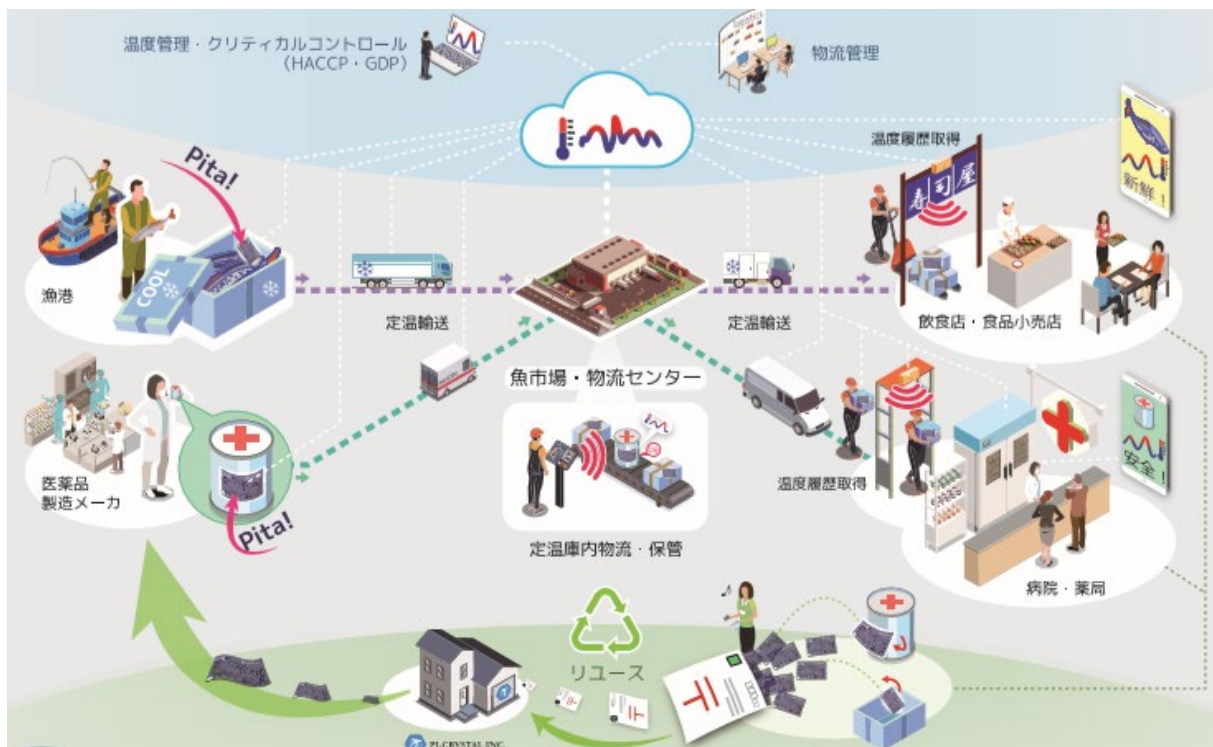 温度管理・クリティカルコントロール
（HACCP・GDP）
logistics
物流管理
温度履歴取得
新鮮！
Pita!
寿司屋
COOL
漁港
定温輸送
定温輸送
飲食店・食品小売店
魚市場・物流センター
安全！
医薬品
製造メーカ
Pita!
温度履歴取得
定温庫内物流・保管
病院・薬局
リユース
〒
〒
〒
PI-CRYSTAL INC.